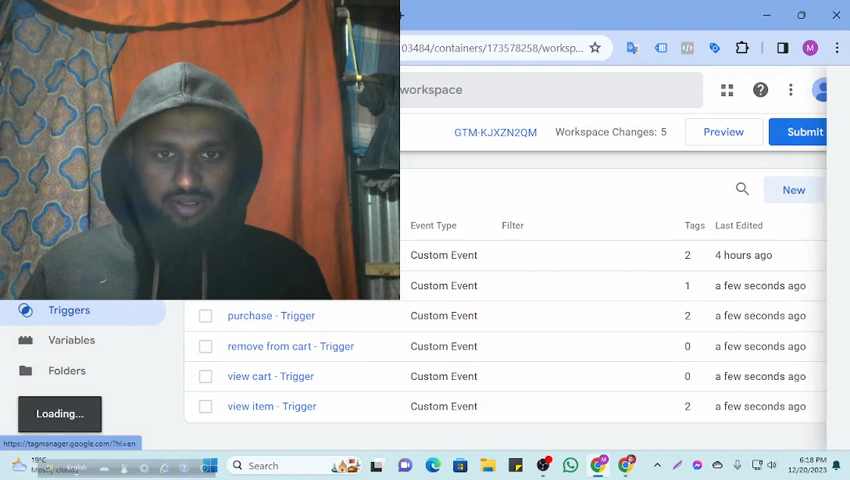 03484/containers/173578258/worksp...
M
workspace
GTM-KJXZN2QM
Workspace Changes: 5
Preview
Submit
New
Event Type
Filter
Tags
Last Edited
Custom Event
2
4 hours ago
Custom Event
1
a few seconds ago
Triggers
purchase - Trigger
Custom Event
2
a few seconds ago
Variables
remove from cart - Trigger
Custom Event
0
a few seconds ago
Folders
view cart - Trigger
Custom Event
0
a few seconds ago
Loading...
view item - Trigger
Custom Event
2
a few seconds ago
https://tagmanager.google.com/?hl=en
19°C
Mostly cloudy
English
Search
6:18 PM
12/20/2023